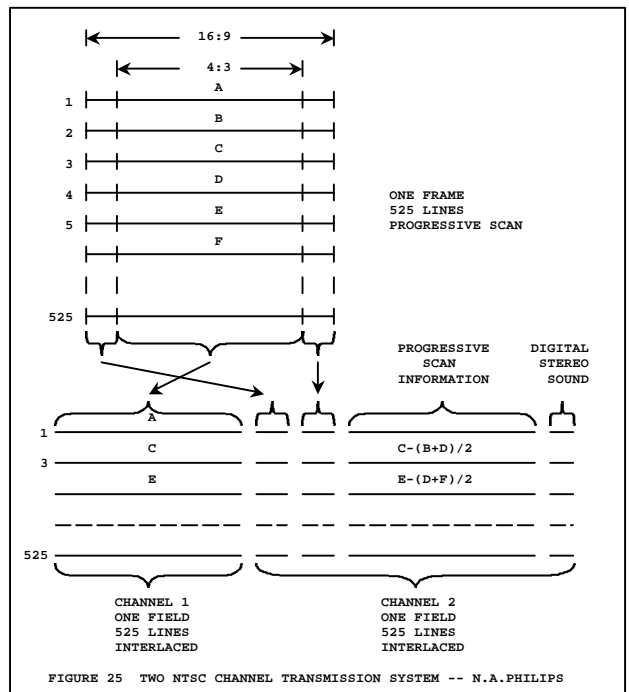 16:9
4:3
A
1
B
2
C
3
D
4
E
5
F
525
ONE FRAME
525 LINES
PROGRESSIVE SCAN
PROGRESSIVE
SCAN
INFORMATION
DIGITAL
STEREO
SOUND
A
1
C
C-(B+D)/2
3
E
E-(D+F)/2
525
CHANNEL 1
ONE FIELD
525 LINES
INTERLACED
CHANNEL 2
ONE FIELD
525 LINES
INTERLACED
FIGURE 25 TWO NTSC CHANNEL TRANSMISSION SYSTEM -- N.A.PHILIPS